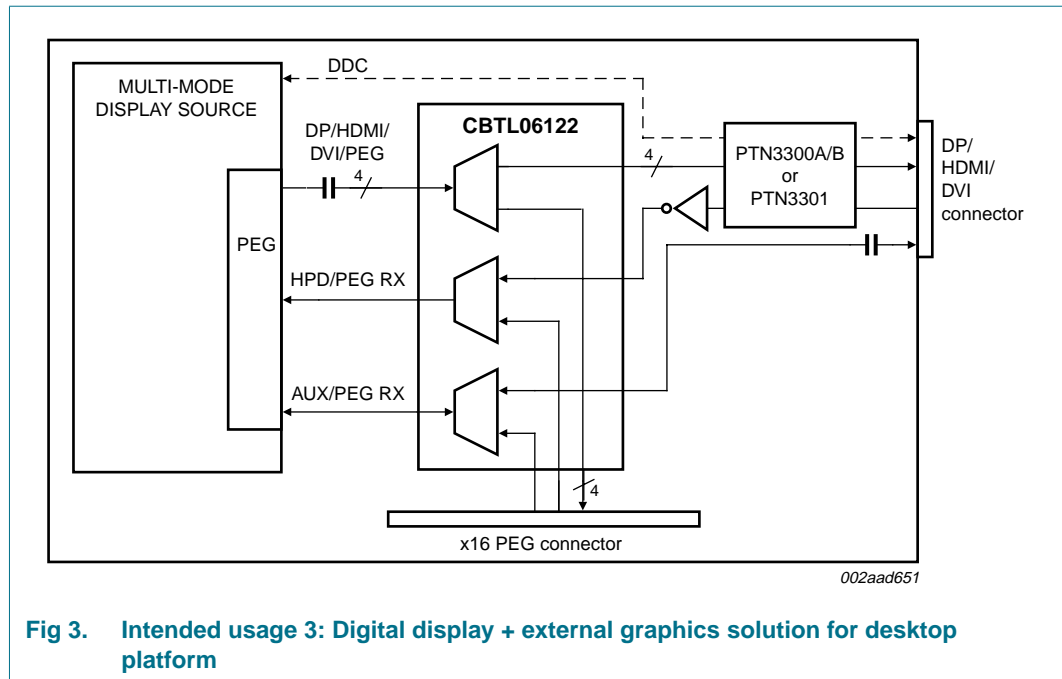 DDC
MULTI-MODE
DISPLAY SOURCE
CBTL06122
DP/HDMI/
DVI/PEG
4
4
PTN3300A/B
or
PTN3301
DP/
HDMI/
DVI
connector
PEG
HPD/PEG RX
AUX/PEG RX
4
x16 PEG connector
002aad651
Fig 3. Intended usage 3: Digital display + external graphics solution for desktop
platform